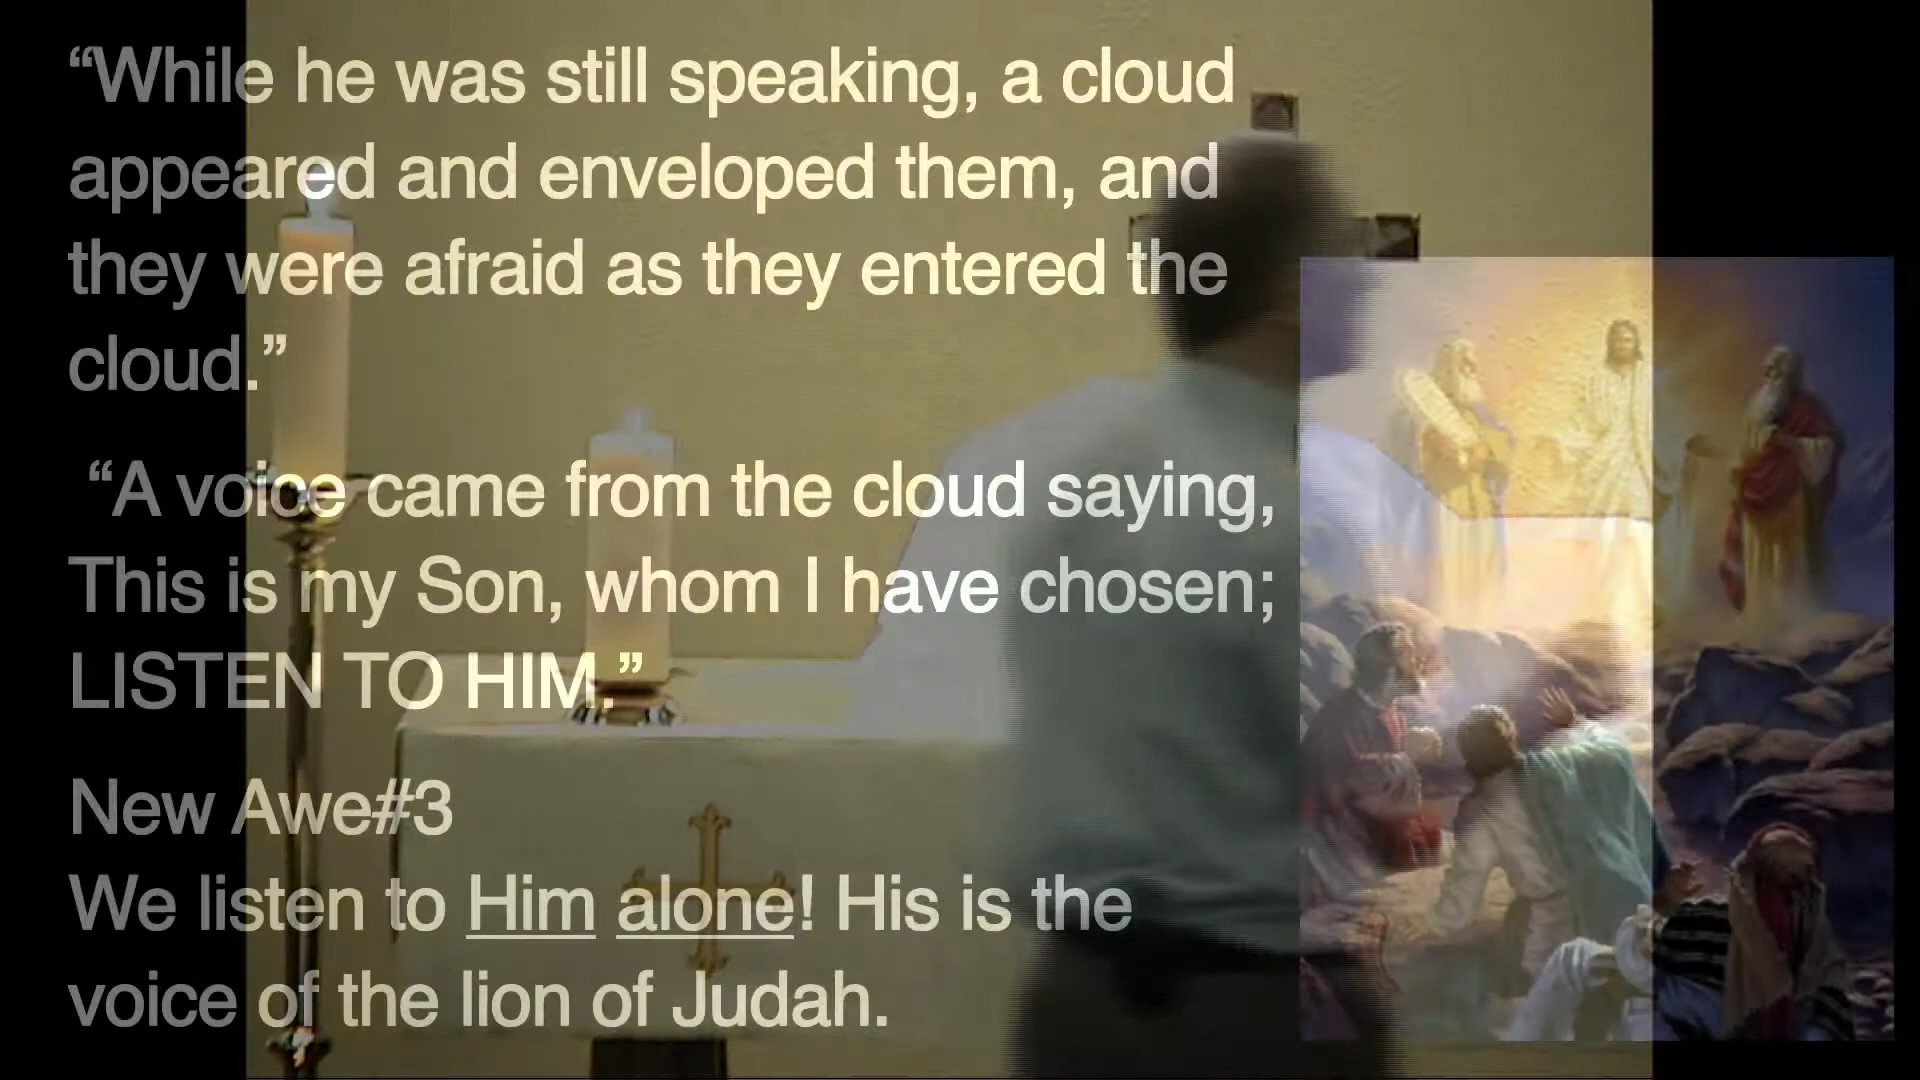 “While he was still speaking, a cloud
appeared and enveloped them, and
they were afraid as they entered the
cloud.”
“A voice came from the cloud saying,
This is my Son, whom I have chosen;
LISTEN TO HIM.”
New Awe#3
We listen to Him alone! His is the
voice of the lion of Judah.